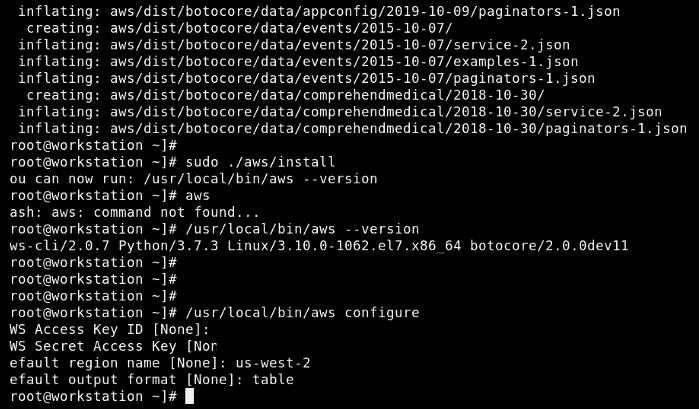 inflating: aws/dist/botocore/data/appconfig/2019-10-09/paginators-1.json
creating: aws/dist/botocore/data/events/2015-10-07/
inflating: aws/dist/botocore/data/events/2015-10-07/service-2.json
inflating: aws/dist/botocore/data/events/2015-10-07/examples-1.json
inflating: aws/dist/botocore/data/events/2015-10-07/paginators-1.json
creating: aws/dist/botocore/data/comprehendmedical/2018-10-30/
inflating: aws/dist/botocore/data/comprehendmedical/2018-10-30/service-2.json
inflating: aws/dist/botocore/data/comprehendmedical/2018-10-30/paginators-1.json
root@workstation ~]#
root@workstation ~]# sudo ./aws/install
ou can now run: /usr/local/bin/aws --version
root@workstation ~]# aws
ash: aws: command not found...
root@workstation ~]# /usr/local/bin/aws --version
ws-cli/2.0.7 Python/3.7.3 Linux/3.10.0-1062.el7.x86_64 botocore/2.0.0dev11
root@workstation ~]#
root@workstation ~]#
root@workstation ~]#
root@workstation ~]# /usr/local/bin/aws configure
WS Access Key ID [None]:
WS Secret Access Key [Non
efault region name [None]: us-west-2
efault output format [None]: table
root@workstation ~]#